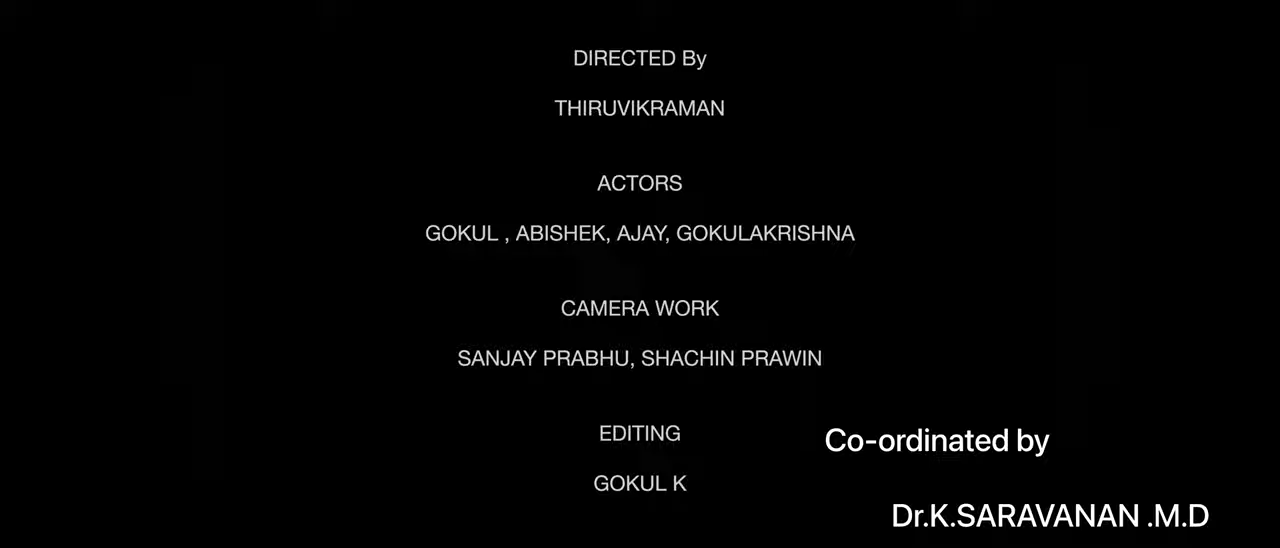 DIRECTED By
THIRUVIKRAMAN
ACTORS
GOKUL , ABISHEK, AJAY, GOKULAKRISHNA
CAMERA WORK
SANJAY PRABHU, SHACHIN PRAWIN
EDITING
GOKUL K
Co-ordinated by
Dr.K.SARAVANAN .M.D